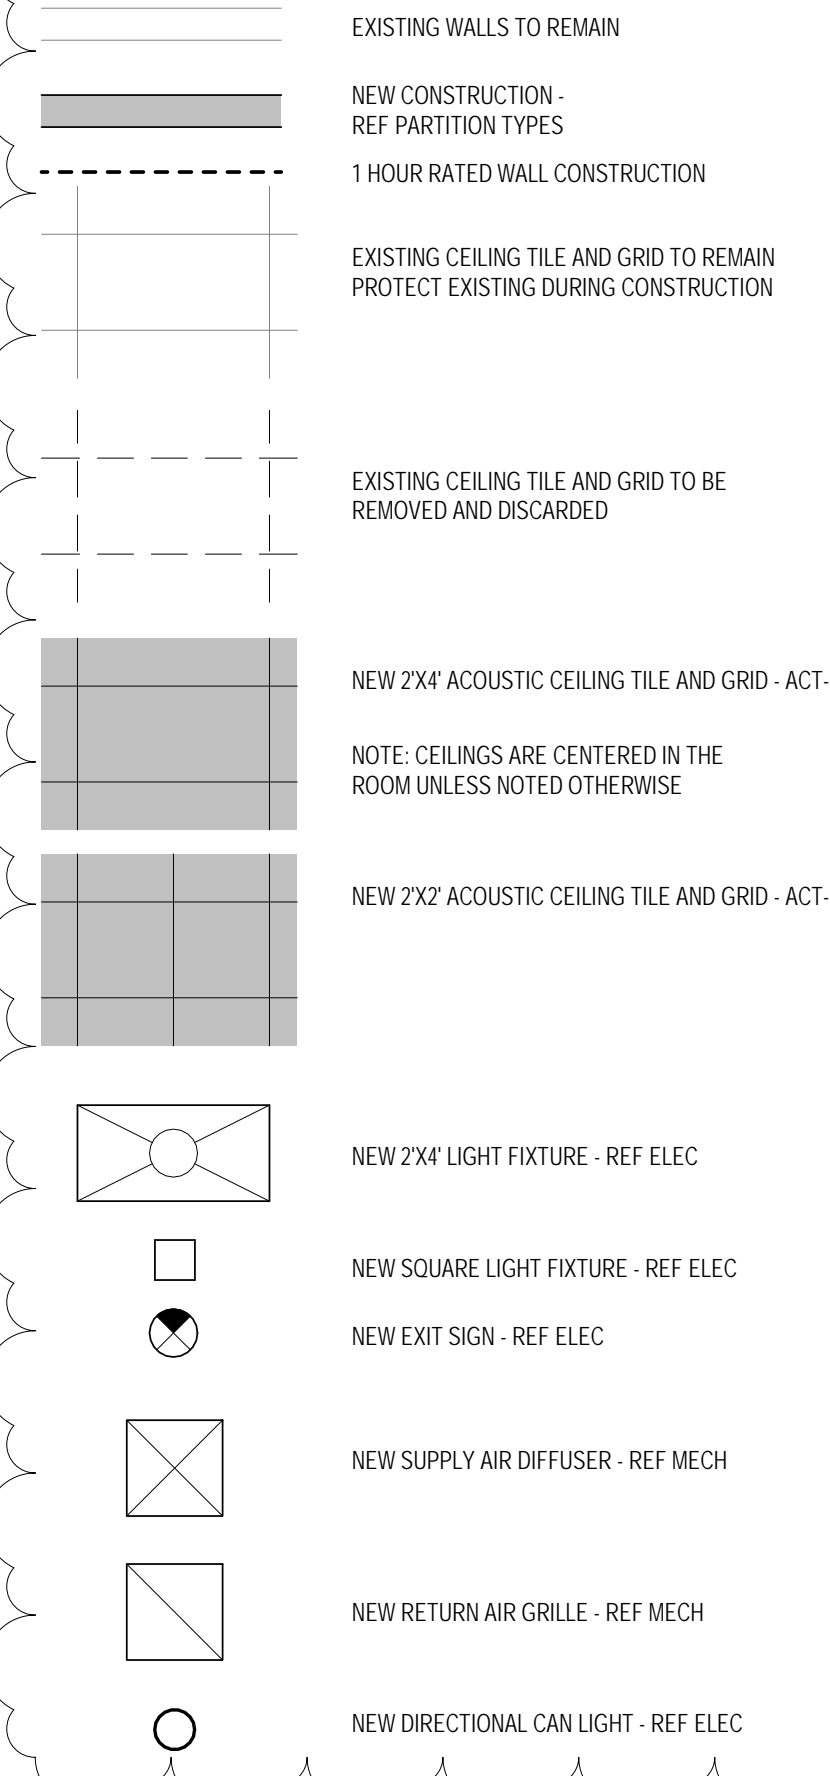 EXISTING WALLS TO REMAIN
NEW CONSTRUCTION -
REF PARTITION TYPES
1 HOUR RATED WALL CONSTRUCTION
EXISTING CEILING TILE AND GRID TO REMAIN
PROTECT EXISTING DURING CONSTRUCTION
EXISTING CEILING TILE AND GRID TO BE
REMOVED AND DISCARDED
NEW 2'X4' ACOUSTIC CEILING TILE AND GRID - ACT-
NOTE: CEILINGS ARE CENTERED IN THE
ROOM UNLESS NOTED OTHERWISE
NEW 2'X2' ACOUSTIC CEILING TILE AND GRID - ACT-
NEW 2'X4' LIGHT FIXTURE - REF ELEC
NEW SQUARE LIGHT FIXTURE - REF ELEC
NEW EXIT SIGN - REF ELEC
NEW SUPPLY AIR DIFFUSER - REF MECH
NEW RETURN AIR GRILLE - REF MECH
NEW DIRECTIONAL CAN LIGHT - REF ELEC